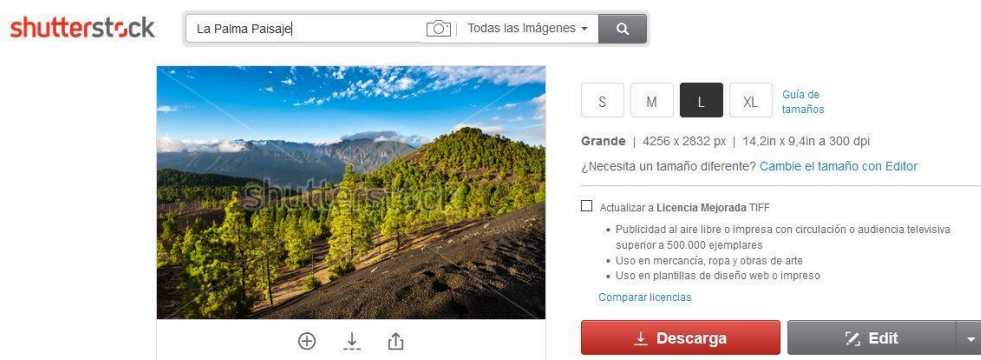 shutterstock
La Palma Paisaje
Todas las Imágenes
shutterstock
S M L XL
Guía de
tamaños
Grande | 4256 x 2832 px | 14,2in x 9,4in a 300 dpi
¿Necesita un tamaño diferente? Cambie el tamaño con Editor
Actualizar a Licencia Mejorada TIFF
• Publicidad al aire libre o impresa con circulación o audiencia televisiva
superior a 500.000 ejemplares
• Uso en mercancía, ropa y obras de arte
• Uso en plantillas de diseño web o impreso
Comparar licencias
Descarga
Edit